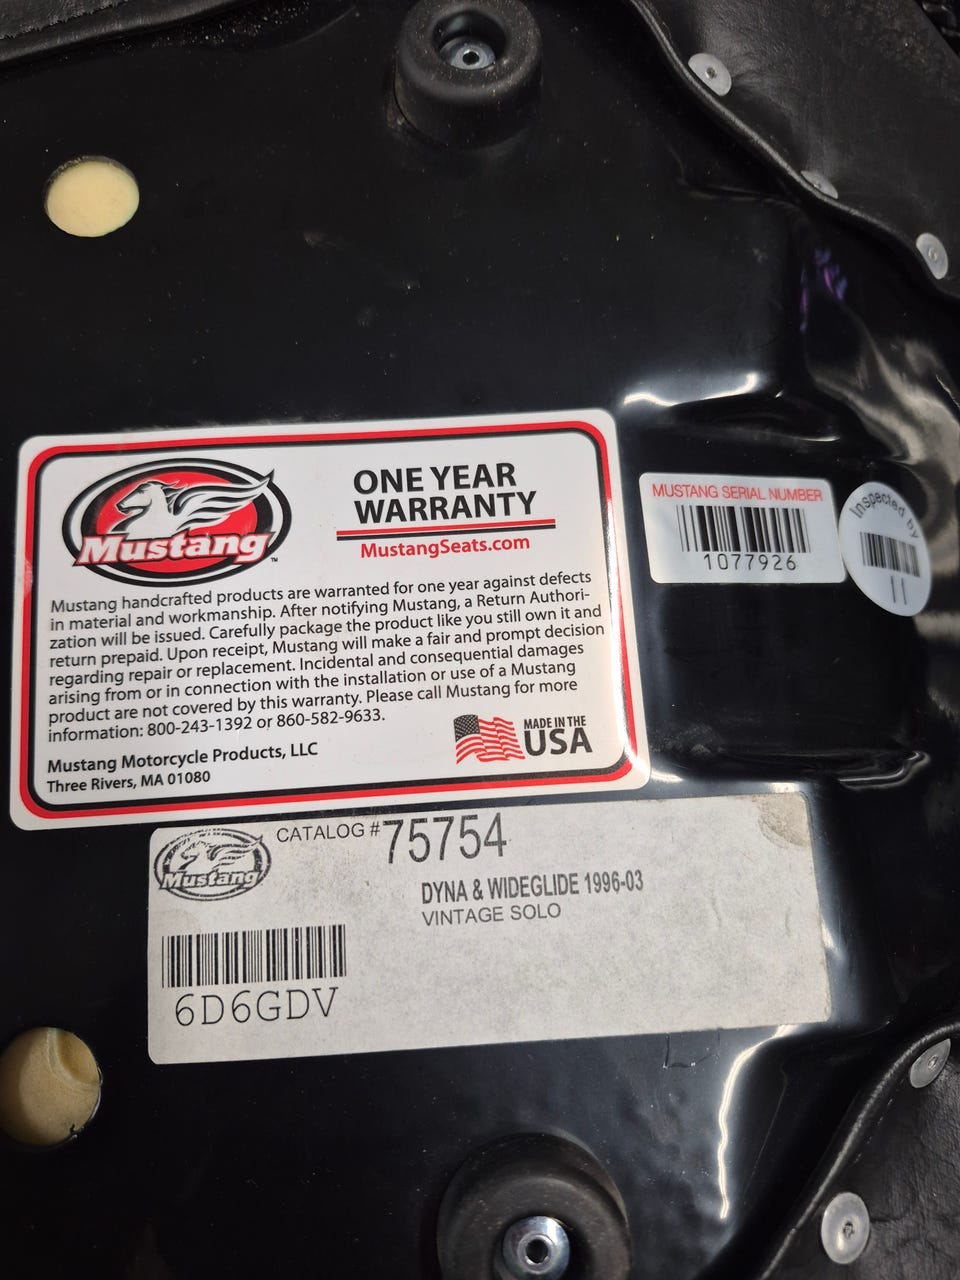 Mustang™
ONE YEAR
WARRANTY
MustangSeats.com
Mustang handcrafted products are warranted for one year against defects
in material and workmanship. After notifying Mustang, a Return Authori-
zation will be issued. Carefully package the product like you still own it and
return prepaid. Upon receipt, Mustang will make a fair and prompt decision
regarding repair or replacement. Incidental and consequential damages
arising from or in connection with the installation or use of a Mustang
product are not covered by this warranty. Please call Mustang for more
information: 800-243-1392 or 860-582-9633.
Mustang Motorcycle Products, LLC
Three Rivers, MA 01080
MADE IN THE
USA
MUSTANG SERIAL NUMBER
1077926
Inspected by
11
Mustang
CATALOG # 75754
DYNA & WIDEGLIDE 1996-03
VINTAGE SOLO
6D6GDV